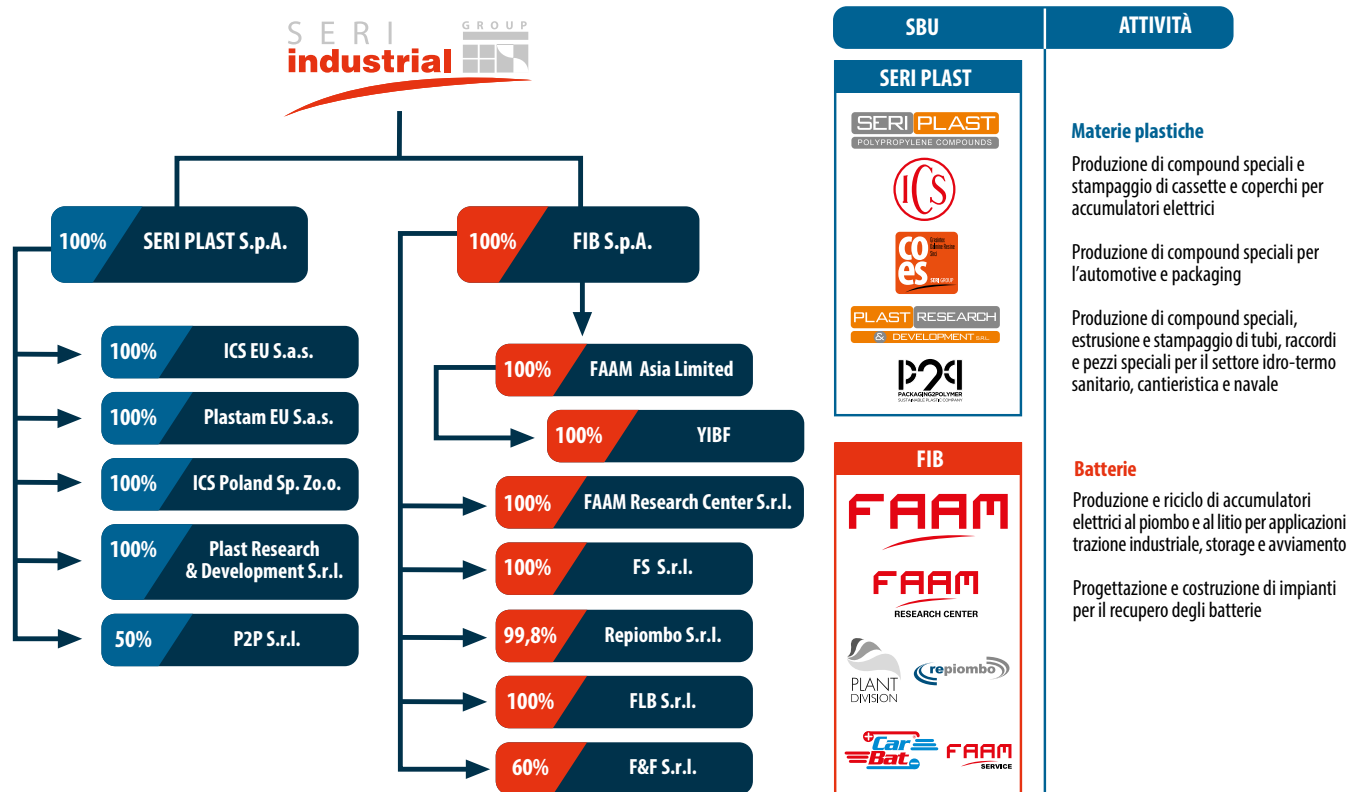 SERI
GROUP
industrial
100%
SERI PLAST S.p.A.
100%
ICS EU S.a.s.
100%
Plastam EU S.a.s.
100%
ICS Poland Sp. Zo.o.
100%
Plast Research
& Development S.r.l.
50%
P2P S.r.l.
100%
FIB S.p.A.
100%
FAAM Asia Limited
100%
YIBF
100%
FAAM Research Center S.r.l.
100%
FS S.r.l.
99,8%
Repiombo S.r.l.
100%
FLB S.r.l.
60%
F&F S.r.l.
SBU
ATTIVITÀ
SERI PLAST
SERI PLAST
POLYPROPYLENE COMPOUNDS
ICS
co
es
SERI GROUP
PLAST RESEARCH
& DEVELOPMENT S.R.L.
P2P
PACKAGING2POLYMER
SUSTAINABLE PLASTIC COMPANY
Materie plastiche
Produzione di compound speciali e
stampaggio di cassette e coperchi per
accumulatori elettrici
Produzione di compound speciali per
l’automotive e packaging
Produzione di compound speciali,
estrusione e stampaggio di tubi, raccordi
e pezzi speciali per il settore idro-termo
sanitario, cantieristica e navale
FIB
FAAM
FAAM
RESEARCH CENTER
PLANT
DIVISION
repiombo
Car
Bat
FAAM
SERVICE
Batterie
Produzione e riciclo di accumulatori
elettrici al piombo e al litio per applicazioni
trazione industriale, storage e avviamento
Progettazione e costruzione di impianti
per il recupero degli batterie